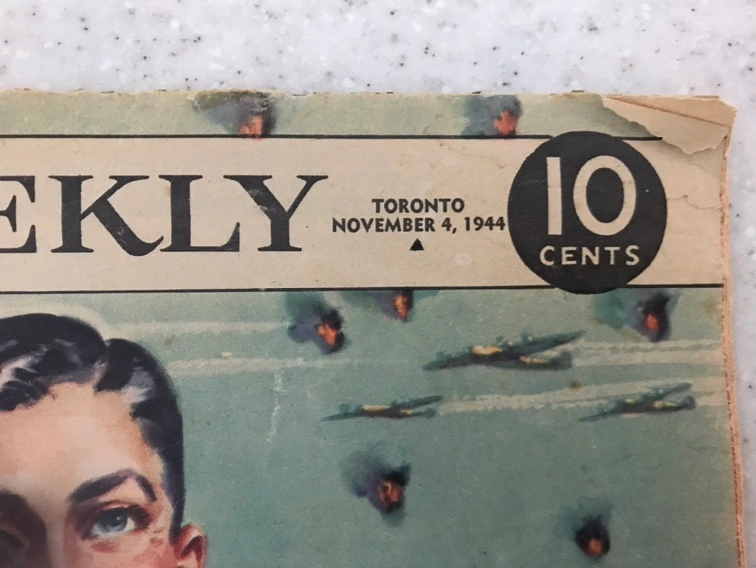 EKLY
TORONTO
NOVEMBER 4, 1944
10
CENTS